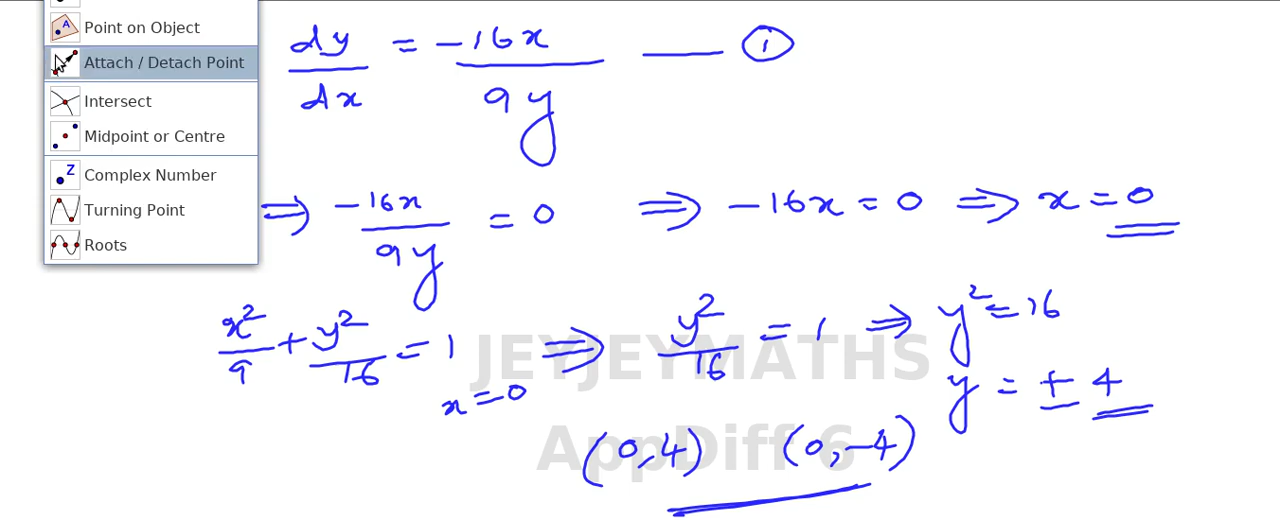 Point on Object
Attach / Detach Point
Intersect
Midpoint or Centre
Complex Number
Turning Point
Roots
dy/dx = -16x/9y —— ①
⇒ -16x/9y = 0 ⇒ -16x = 0 ⇒ x = 0
x²/9 + y²/16 = 1 ⇒ y²/16 = 1 ⇒ y² = 16
x = 0
y = ± 4
(0,4) (0,-4)
JEYJEYMATHS
AppDiff 6